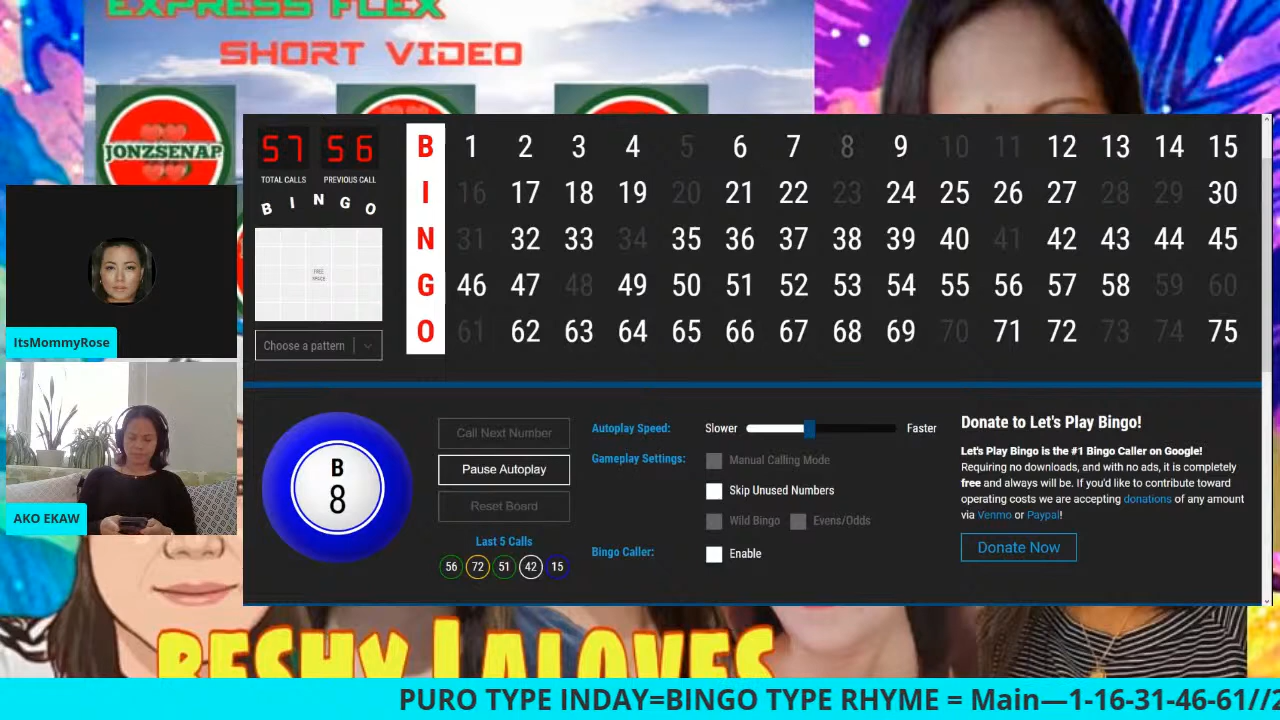 EXPRESS FLEX
SHORT VIDEO
JONZSENAP
57 56
TOTAL CALLS PREVIOUS CALL
B I N G O
FREE SPACE
Choose a pattern
B 1 2 3 4 5 6 7 8 9 10 11 12 13 14 15
I 16 17 18 19 20 21 22 23 24 25 26 27 28 29 30
N 31 32 33 34 35 36 37 38 39 40 41 42 43 44 45
G 46 47 48 49 50 51 52 53 54 55 56 57 58 59 60
O 61 62 63 64 65 66 67 68 69 70 71 72 73 74 75
ItsMommyRose
AKO EKAW
B
8
Call Next Number
Pause Autoplay
Reset Board
Last 5 Calls
56 72 51 42 15
Autoplay Speed: Slower Faster
Gameplay Settings: Manual Calling Mode
Skip Unused Numbers
Wild Bingo Evens/Odds
Bingo Caller: Enable
Donate to Let's Play Bingo!
Let's Play Bingo is the #1 Bingo Caller on Google!
Requiring no downloads, and with no ads, it is completely
free and always will be. If you'd like to contribute toward
operating costs we are accepting donations of any amount
via Venmo or Paypal!
Donate Now
BESHY LALOVES
PURO TYPE INDAY=BINGO TYPE RHYME = Main—1-16-31-46-61//2